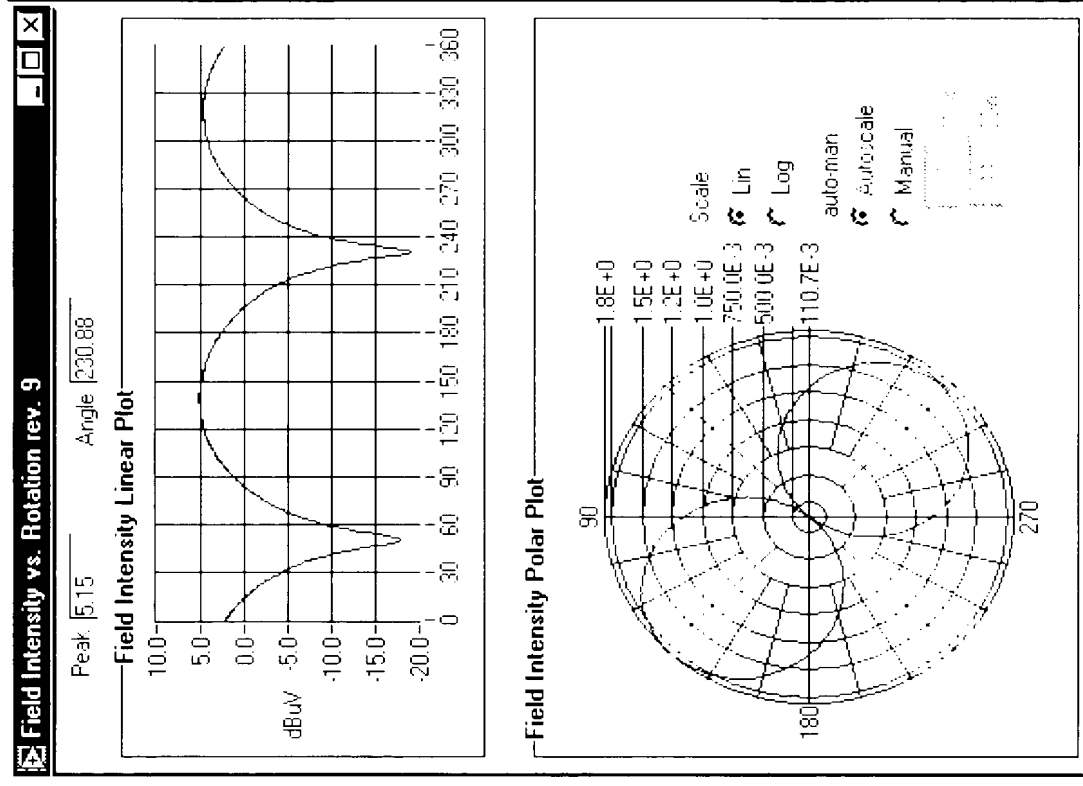 Field Intensity vs. Rotation rev. 9
Peak 5.15
Angle 230.88
Field Intensity Linear Plot
10.0
5.0
0.0
dBuV
-5.0
-10.0
-15.0
-20.0
0 30 60 90 120 150 180 210 240 270 300 330 360
Field Intensity Polar Plot
90
180
270
1.8E+0
1.5E+0
1.2E+0
1.0E+0
750.0E-3
500.0E-3
110.7E-3
Scale
Lin
Log
auto-man
Autoscale
Manual